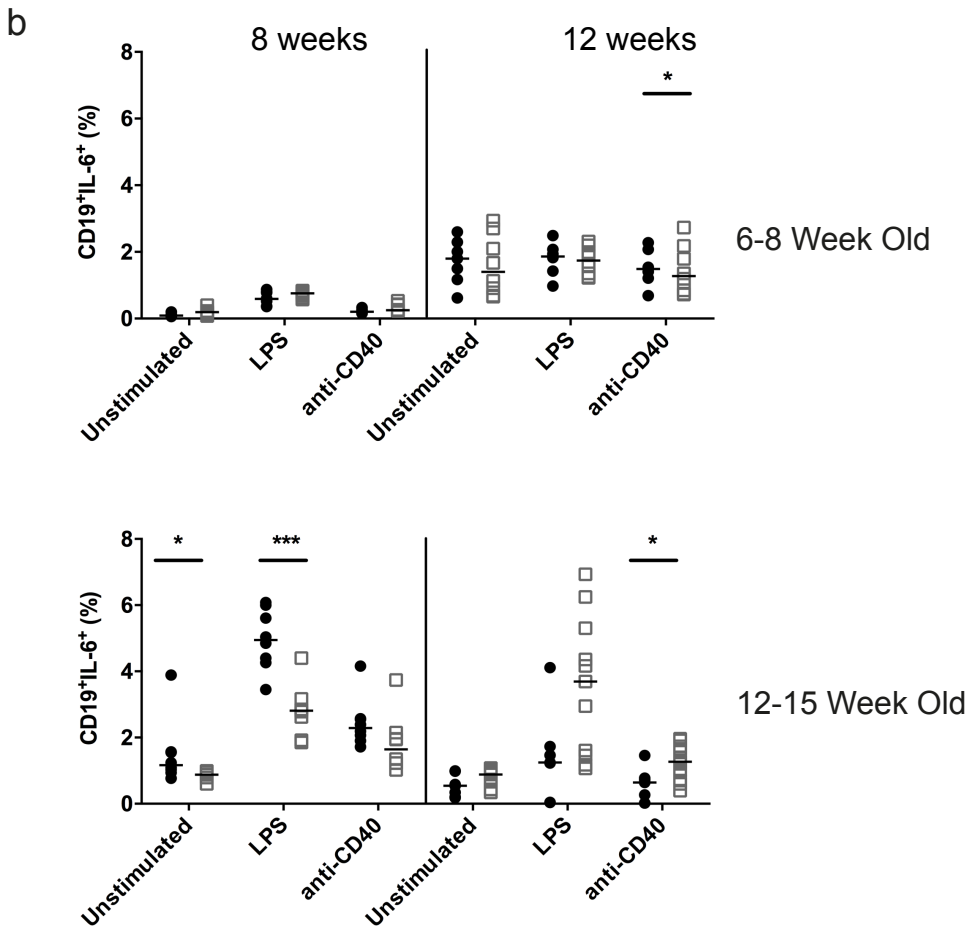 b
8 weeks
12 weeks
CD19+IL-6+ (%)
8
6
4
2
0
*
Unstimulated
LPS
anti-CD40
Unstimulated
LPS
anti-CD40
6-8 Week Old
CD19+IL-6+ (%)
8
6
4
2
0
*
***
*
Unstimulated
LPS
anti-CD40
Unstimulated
LPS
anti-CD40
12-15 Week Old